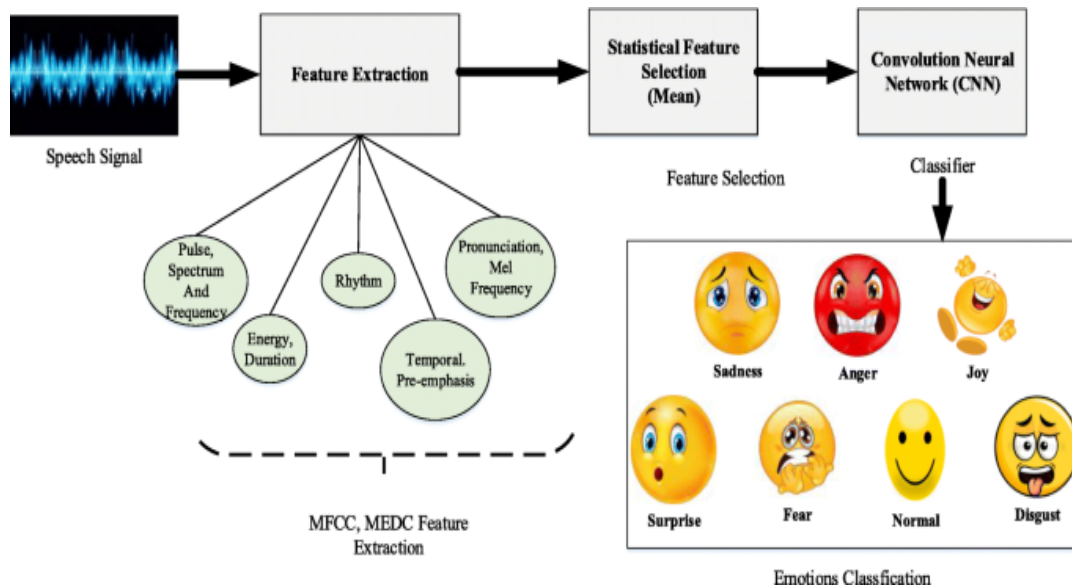 Feature Extraction
Statistical Feature
Selection
(Mean)
Convolution Neural
Network (CNN)
Speech Signal
Feature Selection
Classifier
Pulse,
Spectrum
And
Frequency
Energy,
Duration
Rhythm
Temporal.
Pre-emphasis
Pronunciation,
Mel
Frequency
MFCC, MEDC Feature
Extraction
Sadness
Anger
Joy
Surprise
Fear
Normal
Disgust
Emotions Classfication